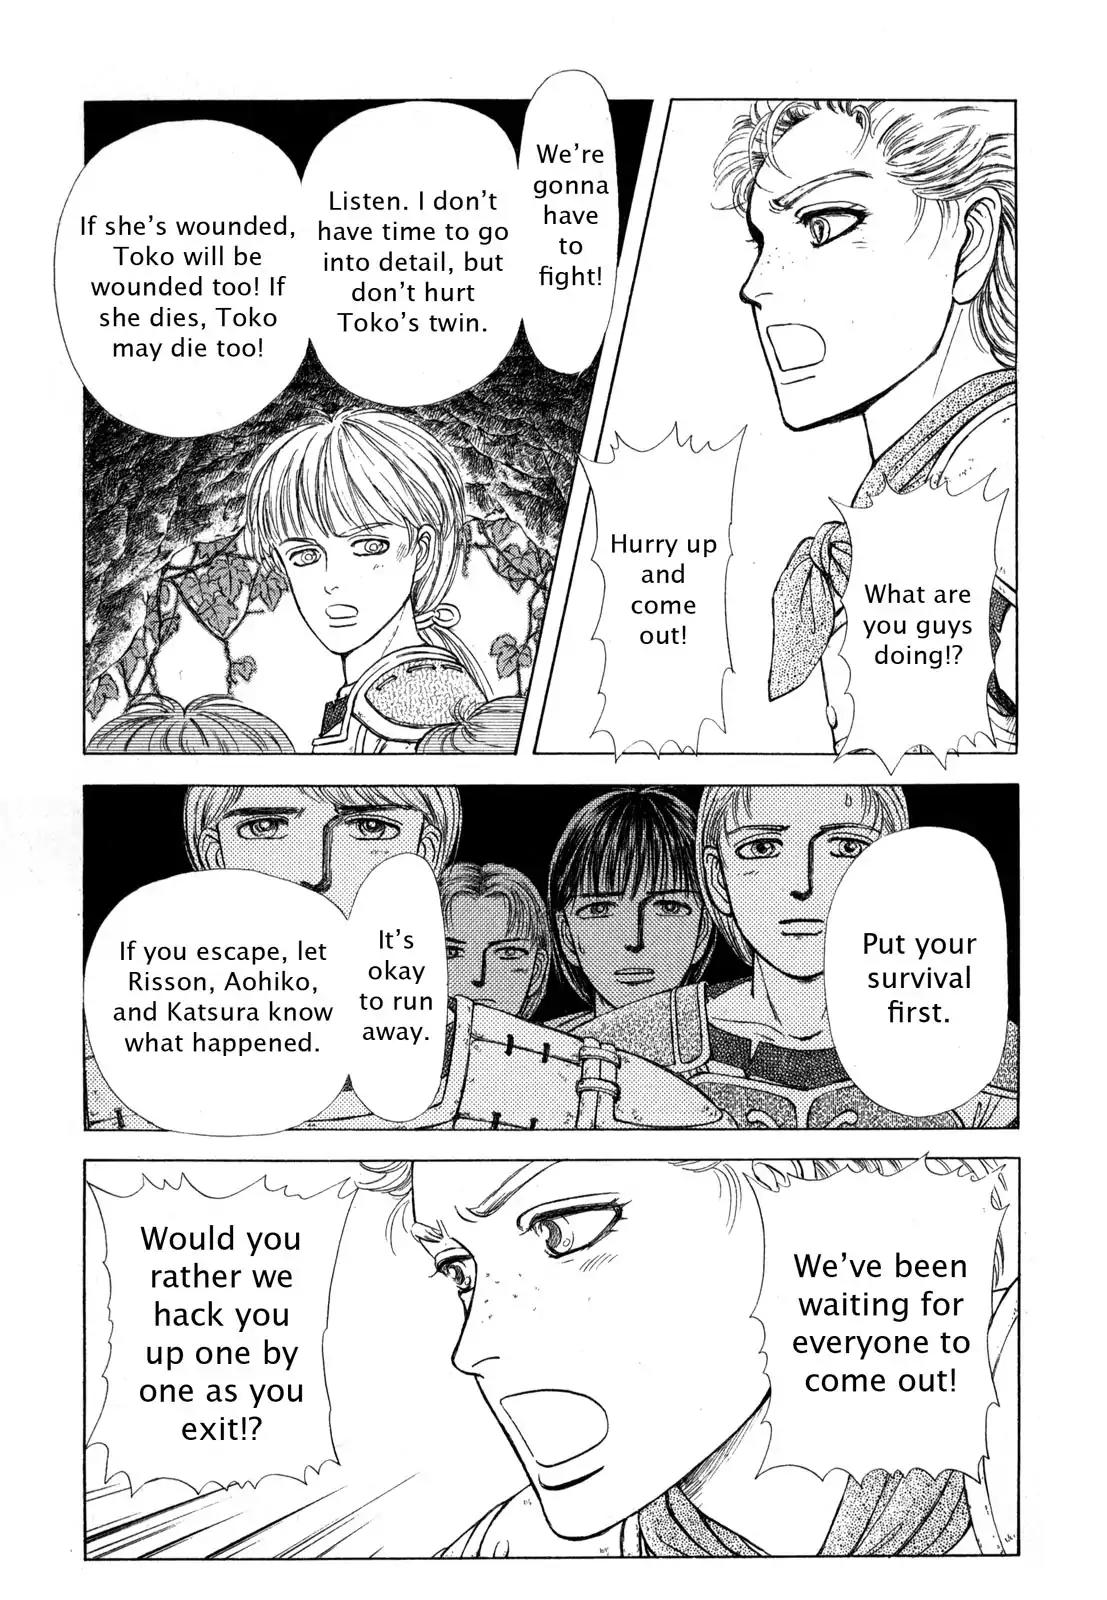 What are
you guys
doing!?
Hurry up
and
come
out!
We're
gonna
have
to
fight!
Listen. I don't
have time to go
into detail, but
don't hurt
Toko's twin.
If she's wounded,
Toko will be
wounded too! If
she dies, Toko
may die too!
Put your
survival
first.
It's
okay
to run
away.
If you escape, let
Risson, Aohiko,
and Katsura know
what happened.
We've been
waiting for
everyone to
come out!
Would you
rather we
hack you
up one by
one as you
exit!?